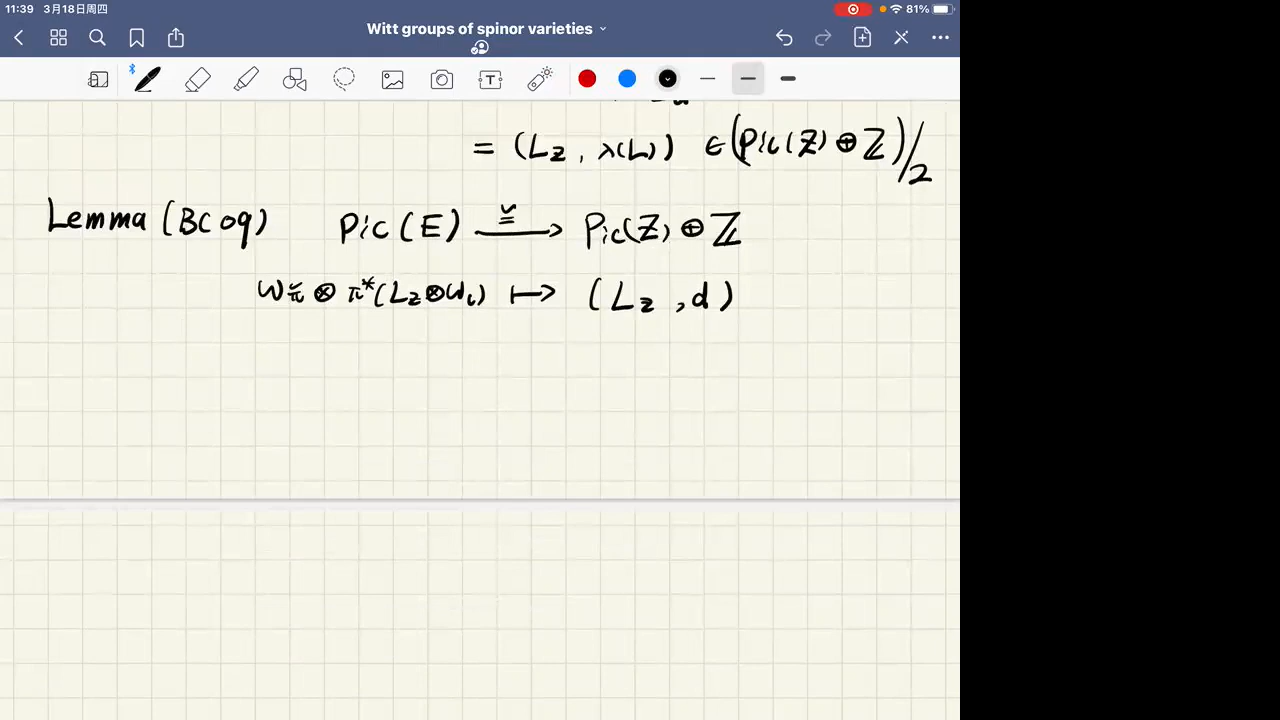 11:39 3月18日周四 81%
Witt groups of spinor varieties
= (L_Z, λ(L)) ∈ (Pic(Z) ⊕ ℤ)/2
Lemma (BC09) Pic(E) ≅→ Pic(Z) ⊕ ℤ
ω_π̃ ⊗ π̃*(L_Z ⊗ ω_ι) ↦ (L_Z, d)